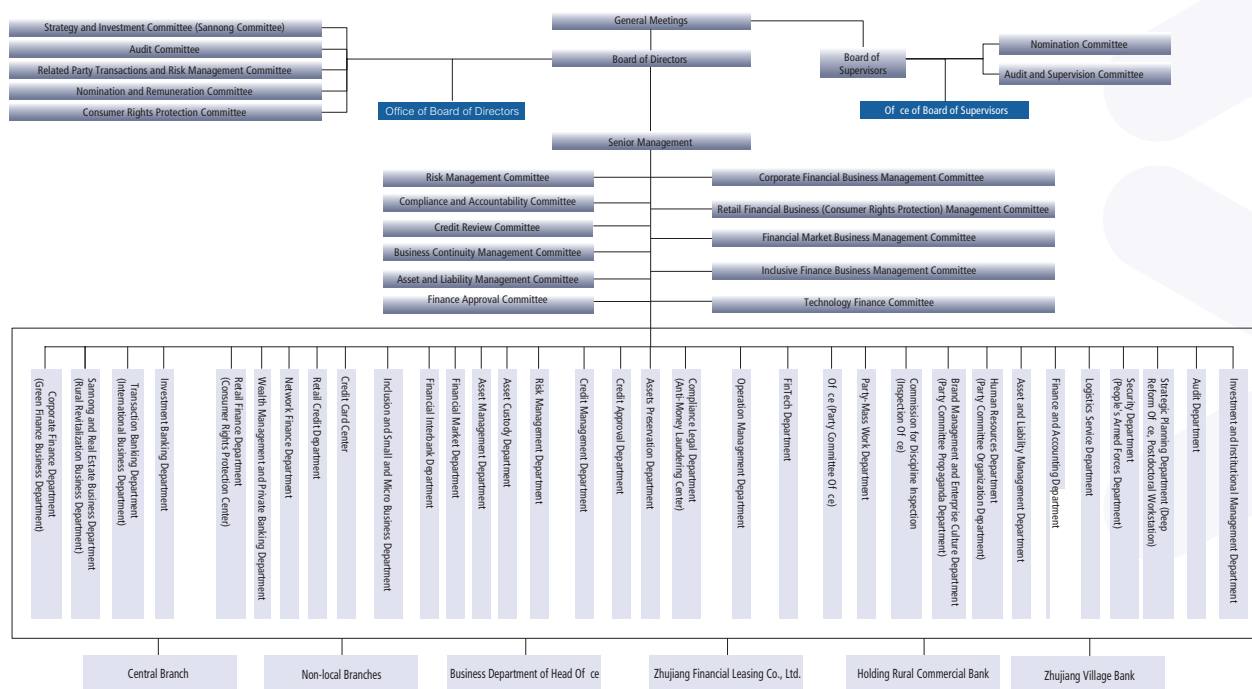 Strategy and Investment Committee (Sannong Committee)
Audit Committee
Related Party Transactions and Risk Management Committee
Nomination and Remuneration Committee
Consumer Rights Protection Committee
Office of Board of Directors
General Meetings
Board of Directors
Board of
Supervisors
Nomination Committee
Audit and Supervision Committee
Of ce of Board of Supervisors
Senior Management
Risk Management Committee
Compliance and Accountability Committee
Credit Review Committee
Business Continuity Management Committee
Asset and Liability Management Committee
Finance Approval Committee
Corporate Financial Business Management Committee
Retail Financial Business (Consumer Rights Protection) Management Committee
Financial Market Business Management Committee
Inclusive Finance Business Management Committee
Technology Finance Committee
Corporate Finance Department
(Green Finance Business Department)
Sannong and Real Estate Business Department
(Rural Revitalization Business Department)
Transaction Banking Department
(International Business Department)
Investment Banking Department
Retail Finance Department
(Consumer Rights Protection Center)
Wealth Management and Private Banking Department
Network Finance Department
Retail Credit Department
Credit Card Center
Inclusion and Small and Micro Business Department
Financial Interbank Department
Financial Market Department
Asset Management Department
Asset Custody Department
Risk Management Department
Credit Management Department
Credit Approval Department
Assets Preservation Department
Compliance Legal Department
(Anti-Money Laundering Center)
Operation Management Department
FinTech Department
Of ce (Party Committee Of ce)
Party-Mass Work Department
Commission for Discipline Inspection
(Inspection Of ce)
Brand Management and Enterprise Culture Department
(Party Committee Propaganda Department)
Human Resources Department
(Party Committee Organization Department)
Asset and Liability Management Department
Finance and Accounting Department
Logistics Service Department
Security Department
(People's Armed Forces Department)
Strategic Planning Department (Deep
Reform Of ce, Postdoctoral Workstation)
Audit Department
Investment and Institutional Management Department
Central Branch
Non-local Branches
Business Department of Head Of ce
Zhujiang Financial Leasing Co., Ltd.
Holding Rural Commercial Bank
Zhujiang Village Bank